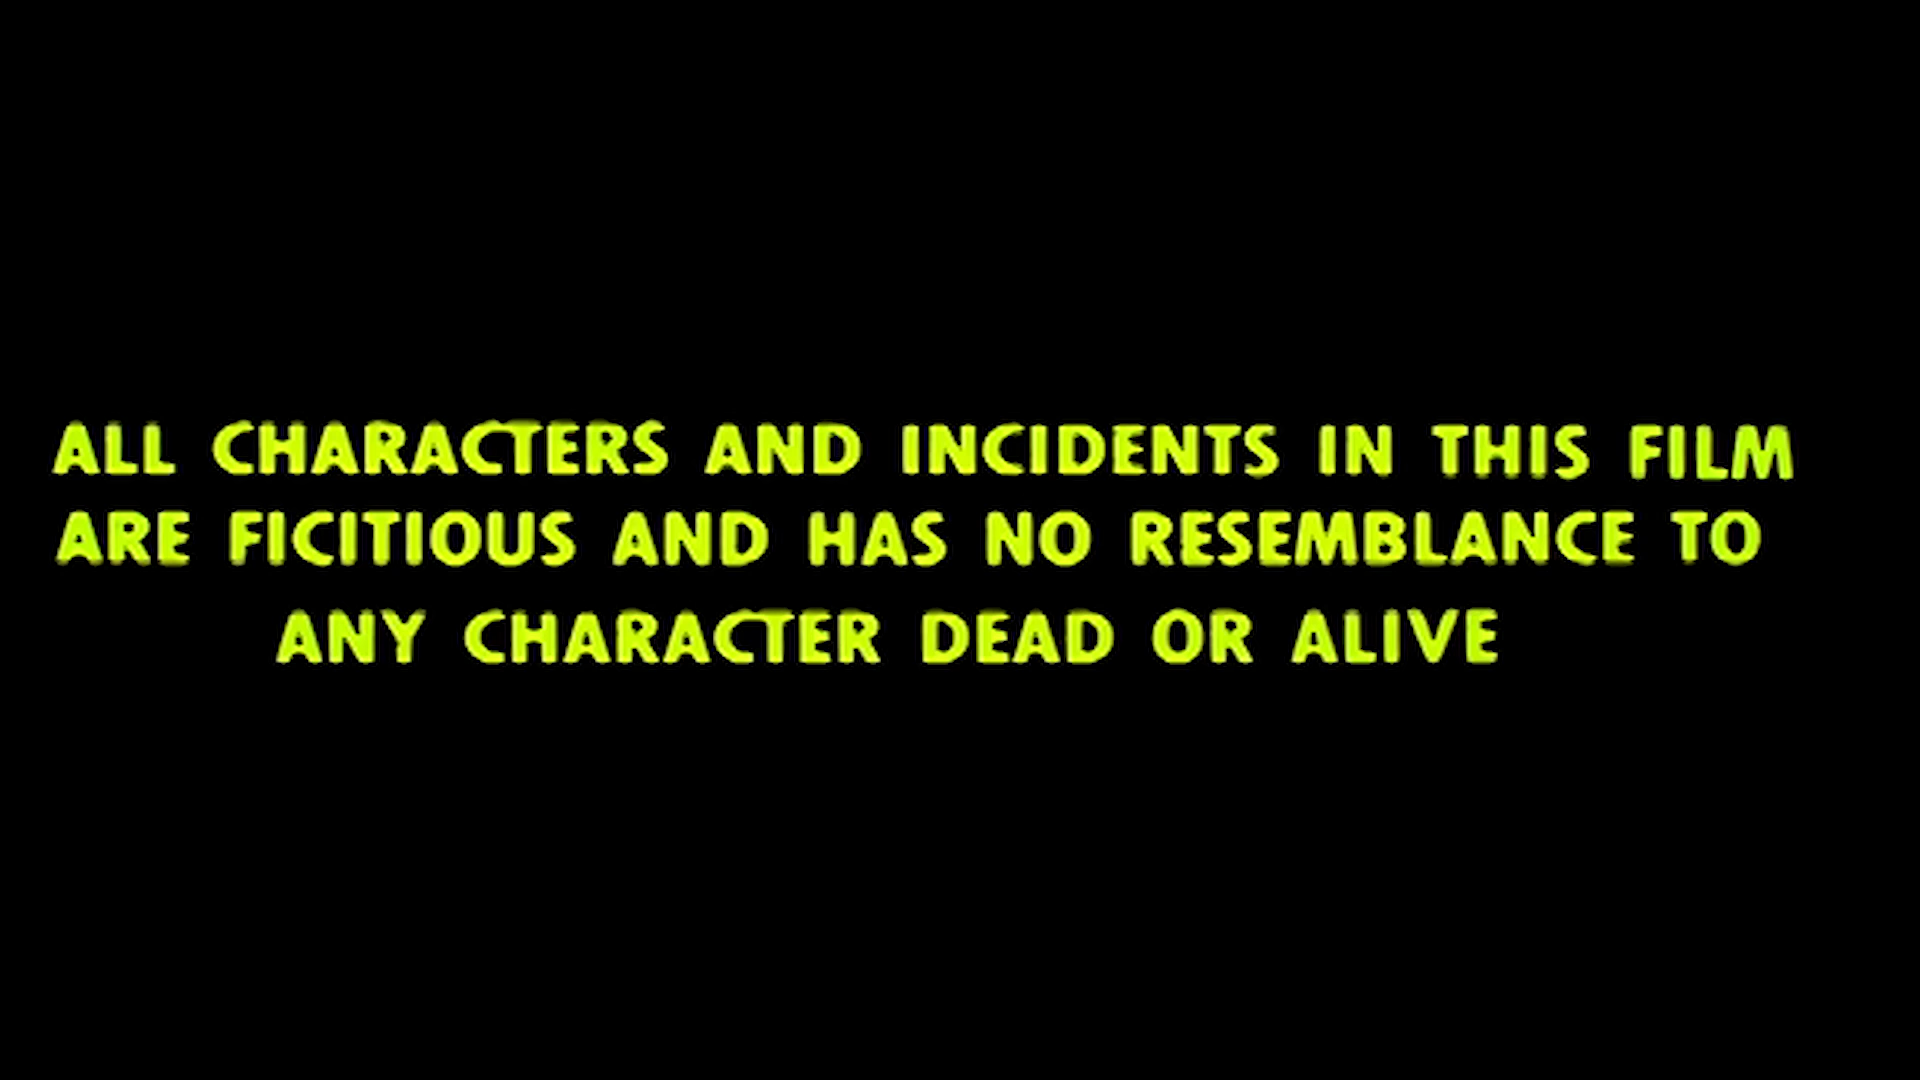 ALL CHARACTERS AND INCIDENTS IN THIS FILM
ARE FICITIOUS AND HAS NO RESEMBLANCE TO
ANY CHARACTER DEAD OR ALIVE